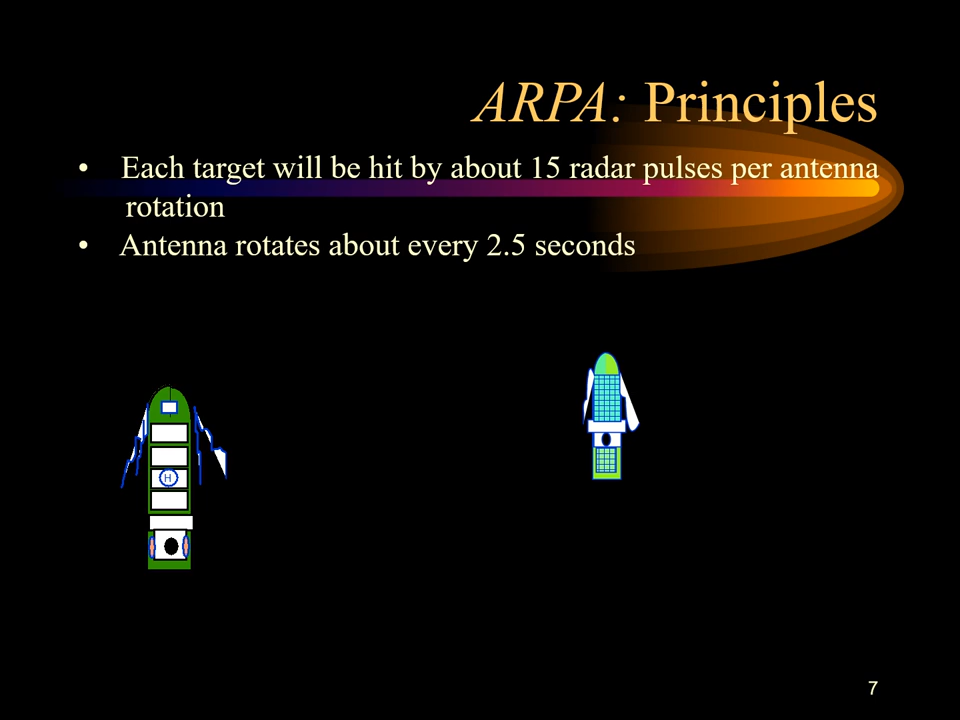 ARPA: Principles
• Each target will be hit by about 15 radar pulses per antenna
rotation
• Antenna rotates about every 2.5 seconds
H
7